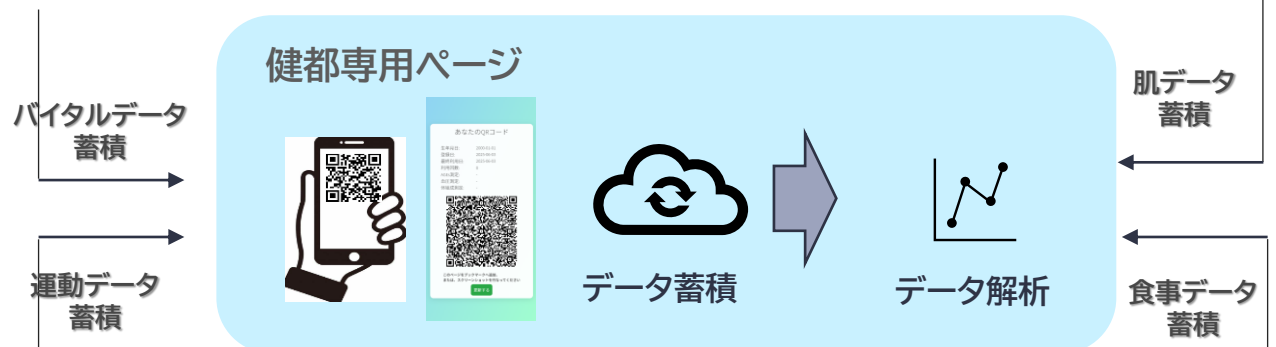 健都専用ページ
バイタルデータ
蓄積
運動データ
蓄積
あなたのQRコード
データ蓄積
データ解析
肌データ
蓄積
食事データ
蓄積